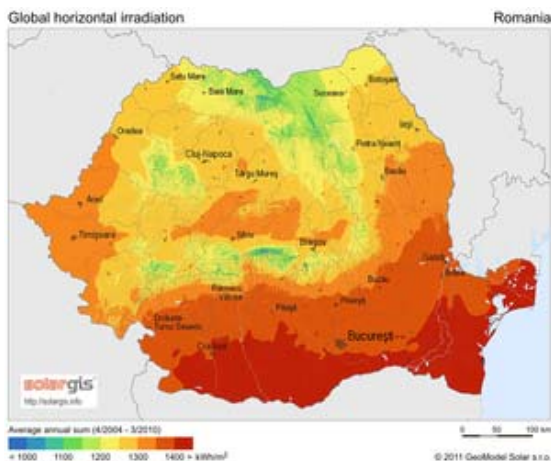 Global horizontal irradiation Romania
Satu Mare
Baia Mare
Suceava
Botoșani
Oradea
Iași
Piatra Neamț
Cluj-Napoca
Târgu Mureș
Bacău
Arad
Timișoara
Sibiu
Brașov
Galați
Brăila
Râmnicu
Vâlcea
Buzău
Pitești
Ploiești
Drobeta-
Turnu Severin
București
Craiova
solargis
http://solargis.info
Average annual sum (4/2004 - 3/2010)
0 50 100 km
< 1000 1100 1200 1300 1400 > kWh/m²
© 2011 GeoModel Solar s.r.o.